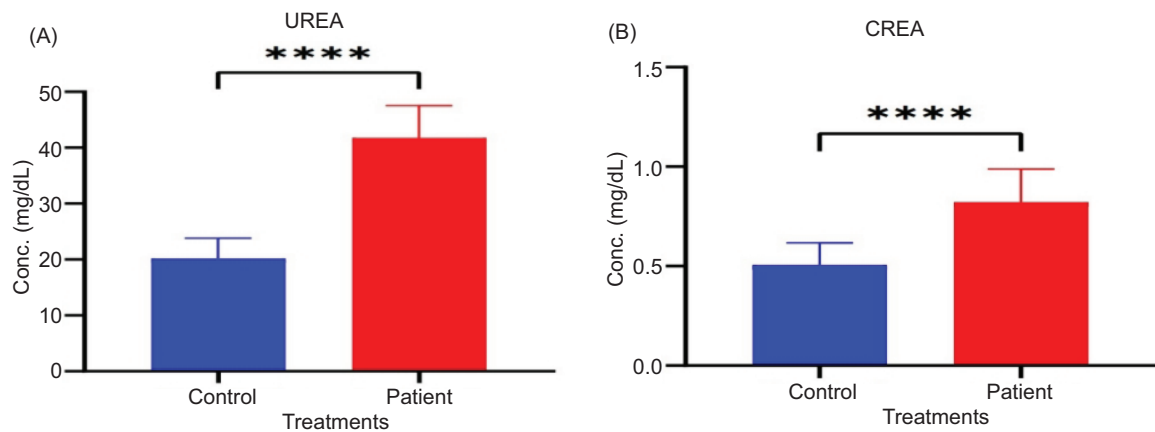 (A)
UREA
****
Conc. (mg/dL)
50
40
30
20
10
0
Control Patient
Treatments
(B)
CREA
****
Conc. (mg/dL)
1.5
1.0
0.5
0.0
Control Patient
Treatments